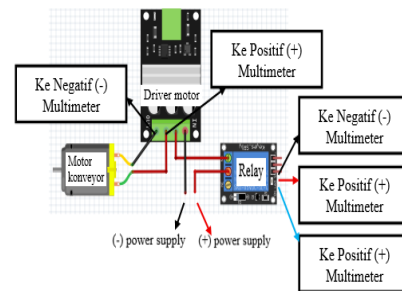 Ke Negatif (-)
Multimeter
Driver motor
Ke Positif (+)
Multimeter
Ke Negatif (-)
Multimeter
Motor
konveyor
Relay
Ke Positif (+)
Multimeter
(-) power supply
(+) power supply
Ke Positif (+)
Multimeter